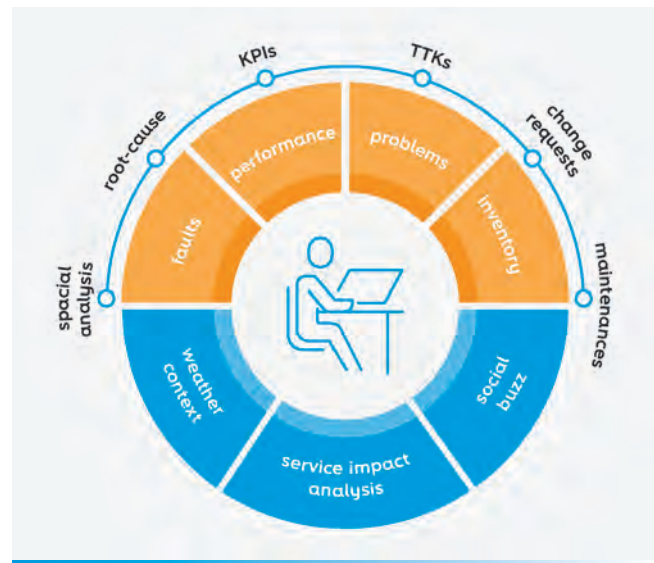 spacial
analysis
root-cause
KPIs
TTKs
change
requests
maintenances
faults
performance
problems
inventory
weather
context
service impact
analysis
social
buzz